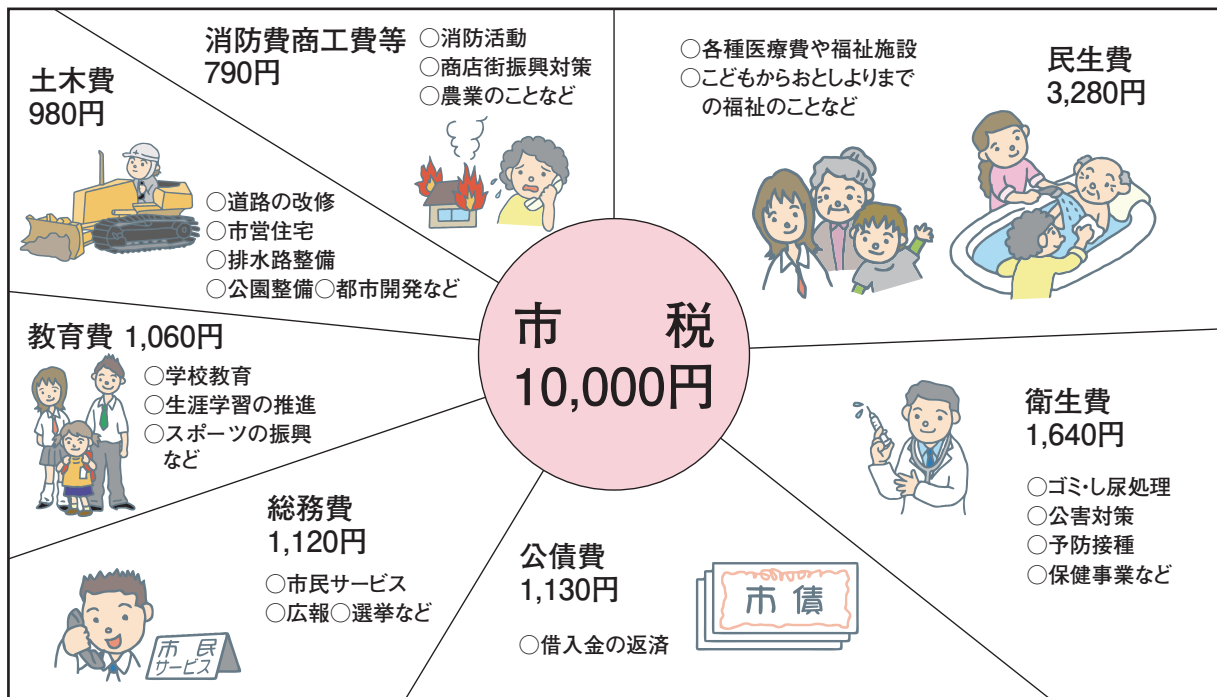 市 税
10,000円
民生費
3,280円
○各種医療費や福祉施設
○こどもからおとしよりまで
の福祉のことなど
衛生費
1,640円
○ゴミ・し尿処理
○公害対策
○予防接種
○保健事業など
公債費
1,130円
○借入金の返済
市債
総務費
1,120円
○市民サービス
○広報○選挙など
市民
サービス
教育費 1,060円
○学校教育
○生涯学習の推進
○スポーツの振興
など
土木費
980円
○道路の改修
○市営住宅
○排水路整備
○公園整備○都市開発など
消防費商工費等
790円
○消防活動
○商店街振興対策
○農業のことなど